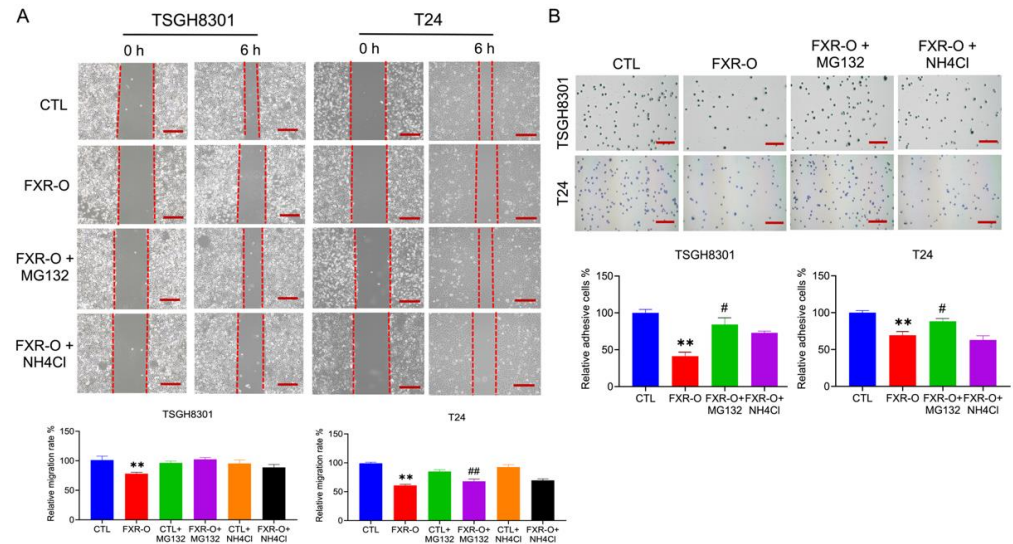 A
TSGH8301
T24
0 h
6 h
0 h
6 h
CTL
FXR-O
FXR-O +
MG132
FXR-O +
NH4Cl
TSGH8301
Relative migration rate %
150
100
50
0
**
CTL
FXR-O
CTL+
MG132
FXR-O+
MG132
CTL+
NH4Cl
FXR-O+
NH4Cl
T24
Relative migration rate %
150
100
50
0
**
##
CTL
FXR-O
CTL+
MG132
FXR-O+
MG132
CTL+
NH4Cl
FXR-O+
NH4Cl
B
CTL
FXR-O
FXR-O +
MG132
FXR-O +
NH4Cl
TSGH8301
T24
TSGH8301
Relative adhesive cells %
150
100
50
0
**
#
CTL
FXR-O
FXR-O+
MG132
FXR-O+
NH4Cl
T24
Relative adhesive cells %
150
100
50
0
**
#
CTL
FXR-O
FXR-O+
MG132
FXR-O+
NH4Cl